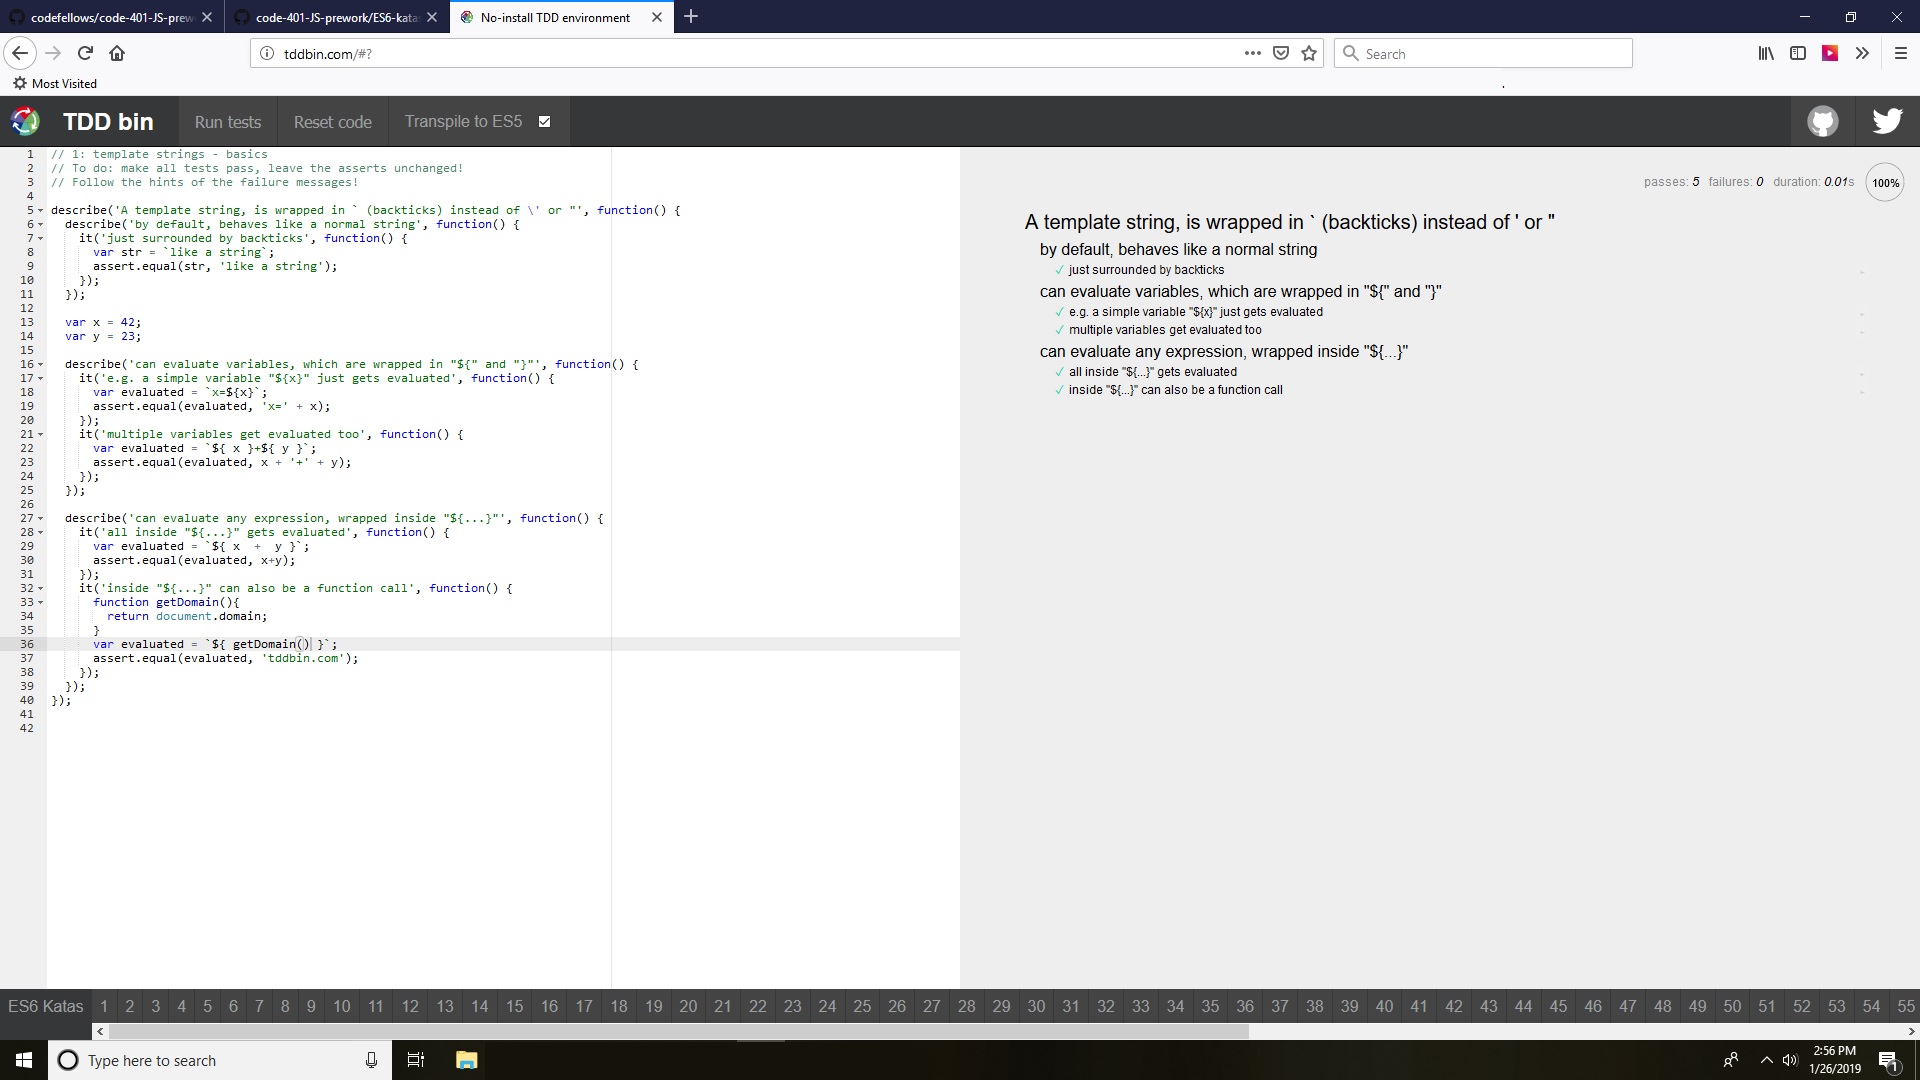 codefellows/code-401-JS-prew
code-401-JS-prework/ES6-kata
No-install TDD environment
tddbin.com/#?
Search
Most Visited
TDD bin
Run tests
Reset code
Transpile to ES5
1 // 1: template strings - basics
2 // To do: make all tests pass, leave the asserts unchanged!
3 // Follow the hints of the failure messages!
4
5 describe('A template string, is wrapped in ` (backticks) instead of \' or "', function() {
6   describe('by default, behaves like a normal string', function() {
7     it('just surrounded by backticks', function() {
8       var str = `like a string`;
9       assert.equal(str, 'like a string');
10     });
11   });
12
13   var x = 42;
14   var y = 23;
15
16   describe('can evaluate variables, which are wrapped in "${" and "}"', function() {
17     it('e.g. a simple variable "${x}" just gets evaluated', function() {
18       var evaluated = `x=${x}`;
19       assert.equal(evaluated, 'x=' + x);
20     });
21     it('multiple variables get evaluated too', function() {
22       var evaluated = `${ x }+${ y }`;
23       assert.equal(evaluated, x + '+' + y);
24     });
25   });
26
27   describe('can evaluate any expression, wrapped inside "${...}"', function() {
28     it('all inside "${...}" gets evaluated', function() {
29       var evaluated = `${ x  +  y }`;
30       assert.equal(evaluated, x+y);
31     });
32     it('inside "${...}" can also be a function call', function() {
33       function getDomain(){
34         return document.domain;
35       }
36       var evaluated = `${ getDomain() }`;
37       assert.equal(evaluated, 'tddbin.com');
38     });
39   });
40 });
41
42
passes: 5 failures: 0 duration: 0.01s 100%
A template string, is wrapped in ` (backticks) instead of ' or "
by default, behaves like a normal string
✓ just surrounded by backticks
can evaluate variables, which are wrapped in "${" and "}"
✓ e.g. a simple variable "${x}" just gets evaluated
✓ multiple variables get evaluated too
can evaluate any expression, wrapped inside "${...}"
✓ all inside "${...}" gets evaluated
✓ inside "${...}" can also be a function call
ES6 Katas 1 2 3 4 5 6 7 8 9 10 11 12 13 14 15 16 17 18 19 20 21 22 23 24 25 26 27 28 29 30 31 32 33 34 35 36 37 38 39 40 41 42 43 44 45 46 47 48 49 50 51 52 53 54 55
Type here to search
2:56 PM
1/26/2019
1